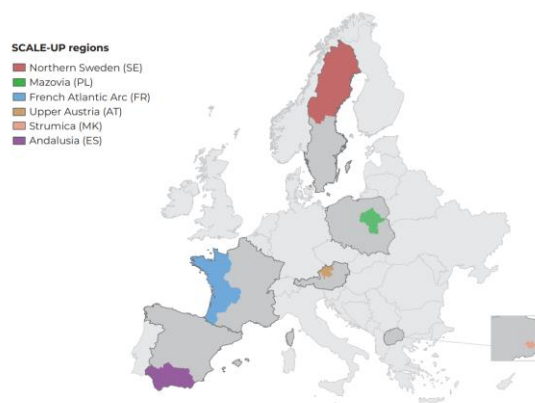 SCALE-UP regions
Northern Sweden (SE)
Mazovia (PL)
French Atlantic Arc (FR)
Upper Austria (AT)
Strumica (MK)
Andalusia (ES)